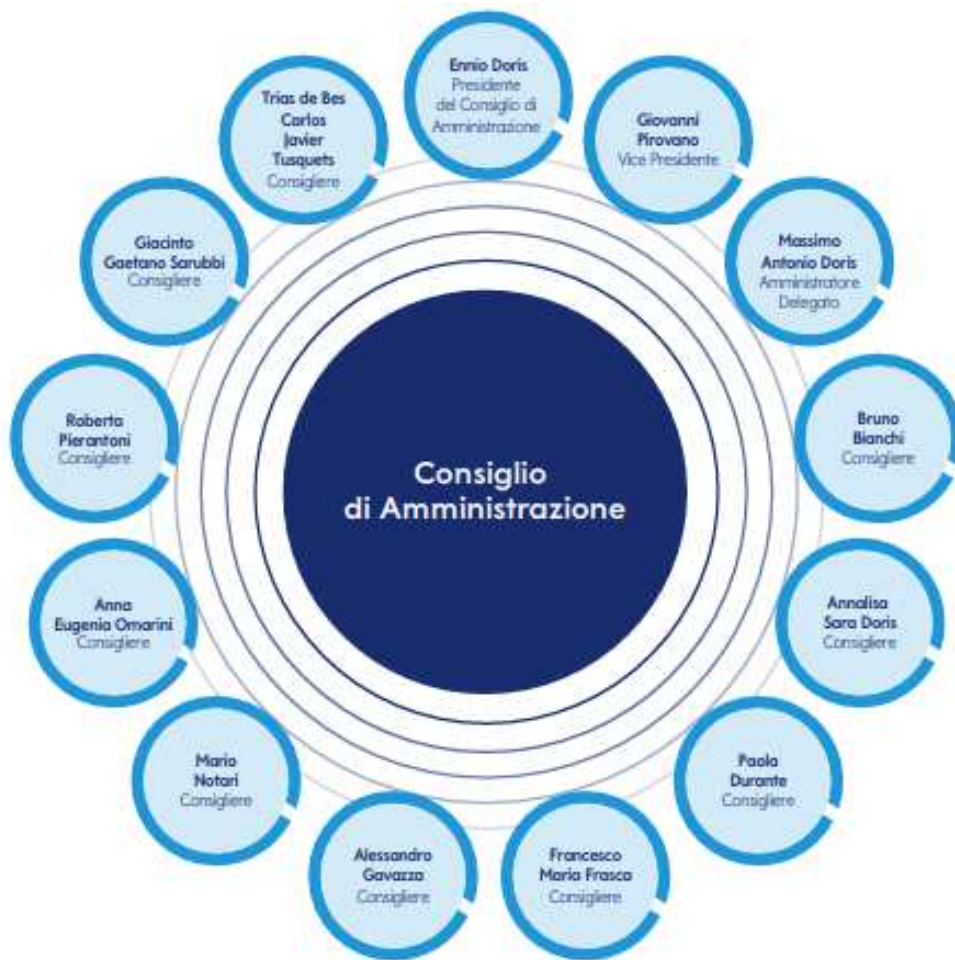 Ennio Doris
Presidente
del Consiglio di
Amministrazione
Giovanni
Pirovano
Vice Presidente
Massimo
Antonio Doris
Amministratore
Delegato
Bruno
Bianchi
Consigliere
Annalisa
Sara Doris
Consigliere
Paola
Durante
Consigliere
Francesco
Maria Frasca
Consigliere
Alessandro
Gavazza
Consigliere
Mario
Notari
Consigliere
Anna
Eugenia Omarini
Consigliere
Roberta
Pierantoni
Consigliere
Giacinto
Gaetano Sarubbi
Consigliere
Trias de Bes
Carlos
Javier
Tusquets
Consigliere
Consiglio
di Amministrazione